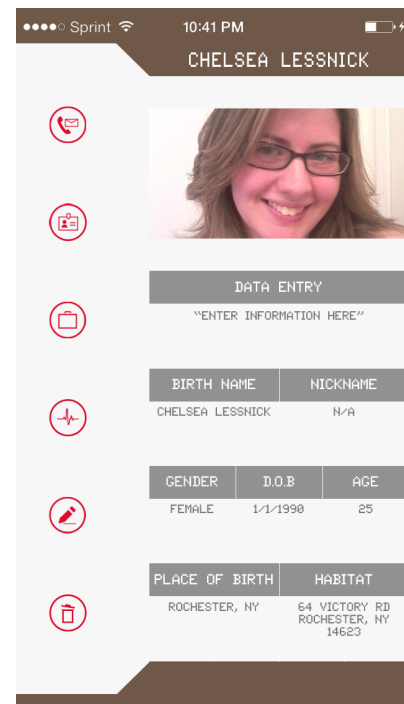 Sprint 10:41 PM
CHELSEA LESSNICK
DATA ENTRY
"ENTER INFORMATION HERE"
BIRTH NAME NICKNAME
CHELSEA LESSNICK N/A
GENDER D.O.B AGE
FEMALE 1/1/1990 25
PLACE OF BIRTH HABITAT
ROCHESTER, NY 64 VICTORY RD
ROCHESTER, NY
14623